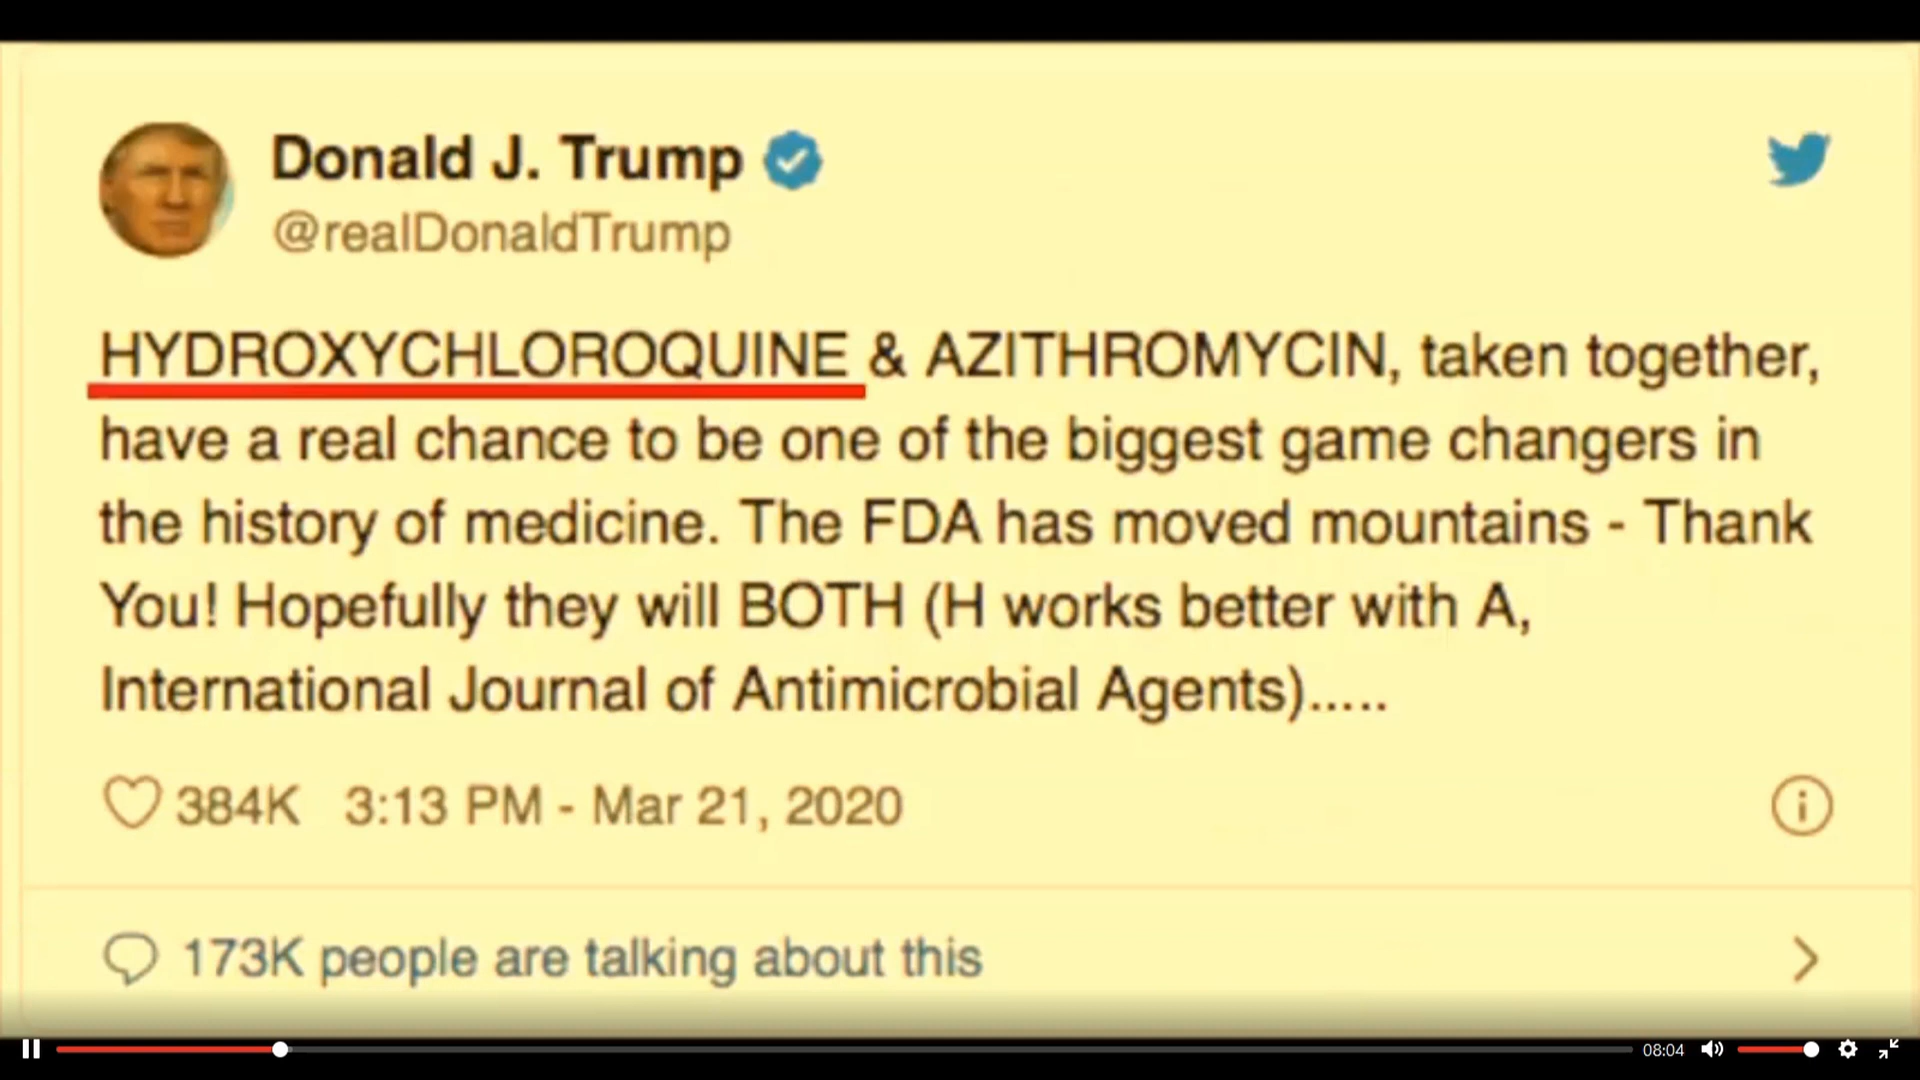 Donald J. Trump
@realDonaldTrump
HYDROXYCHLOROQUINE & AZITHROMYCIN, taken together,
have a real chance to be one of the biggest game changers in
the history of medicine. The FDA has moved mountains - Thank
You! Hopefully they will BOTH (H works better with A,
International Journal of Antimicrobial Agents).....
384K 3:13 PM - Mar 21, 2020
173K people are talking about this
08:04